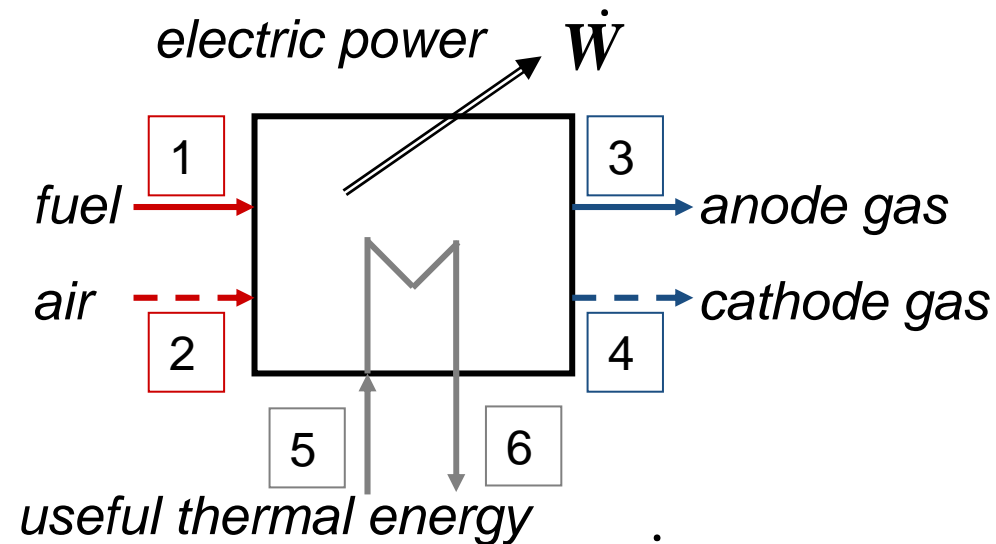 electric power Ẇ
1 3
fuel anode gas
air cathode gas
2 4
5 6
useful thermal energy .